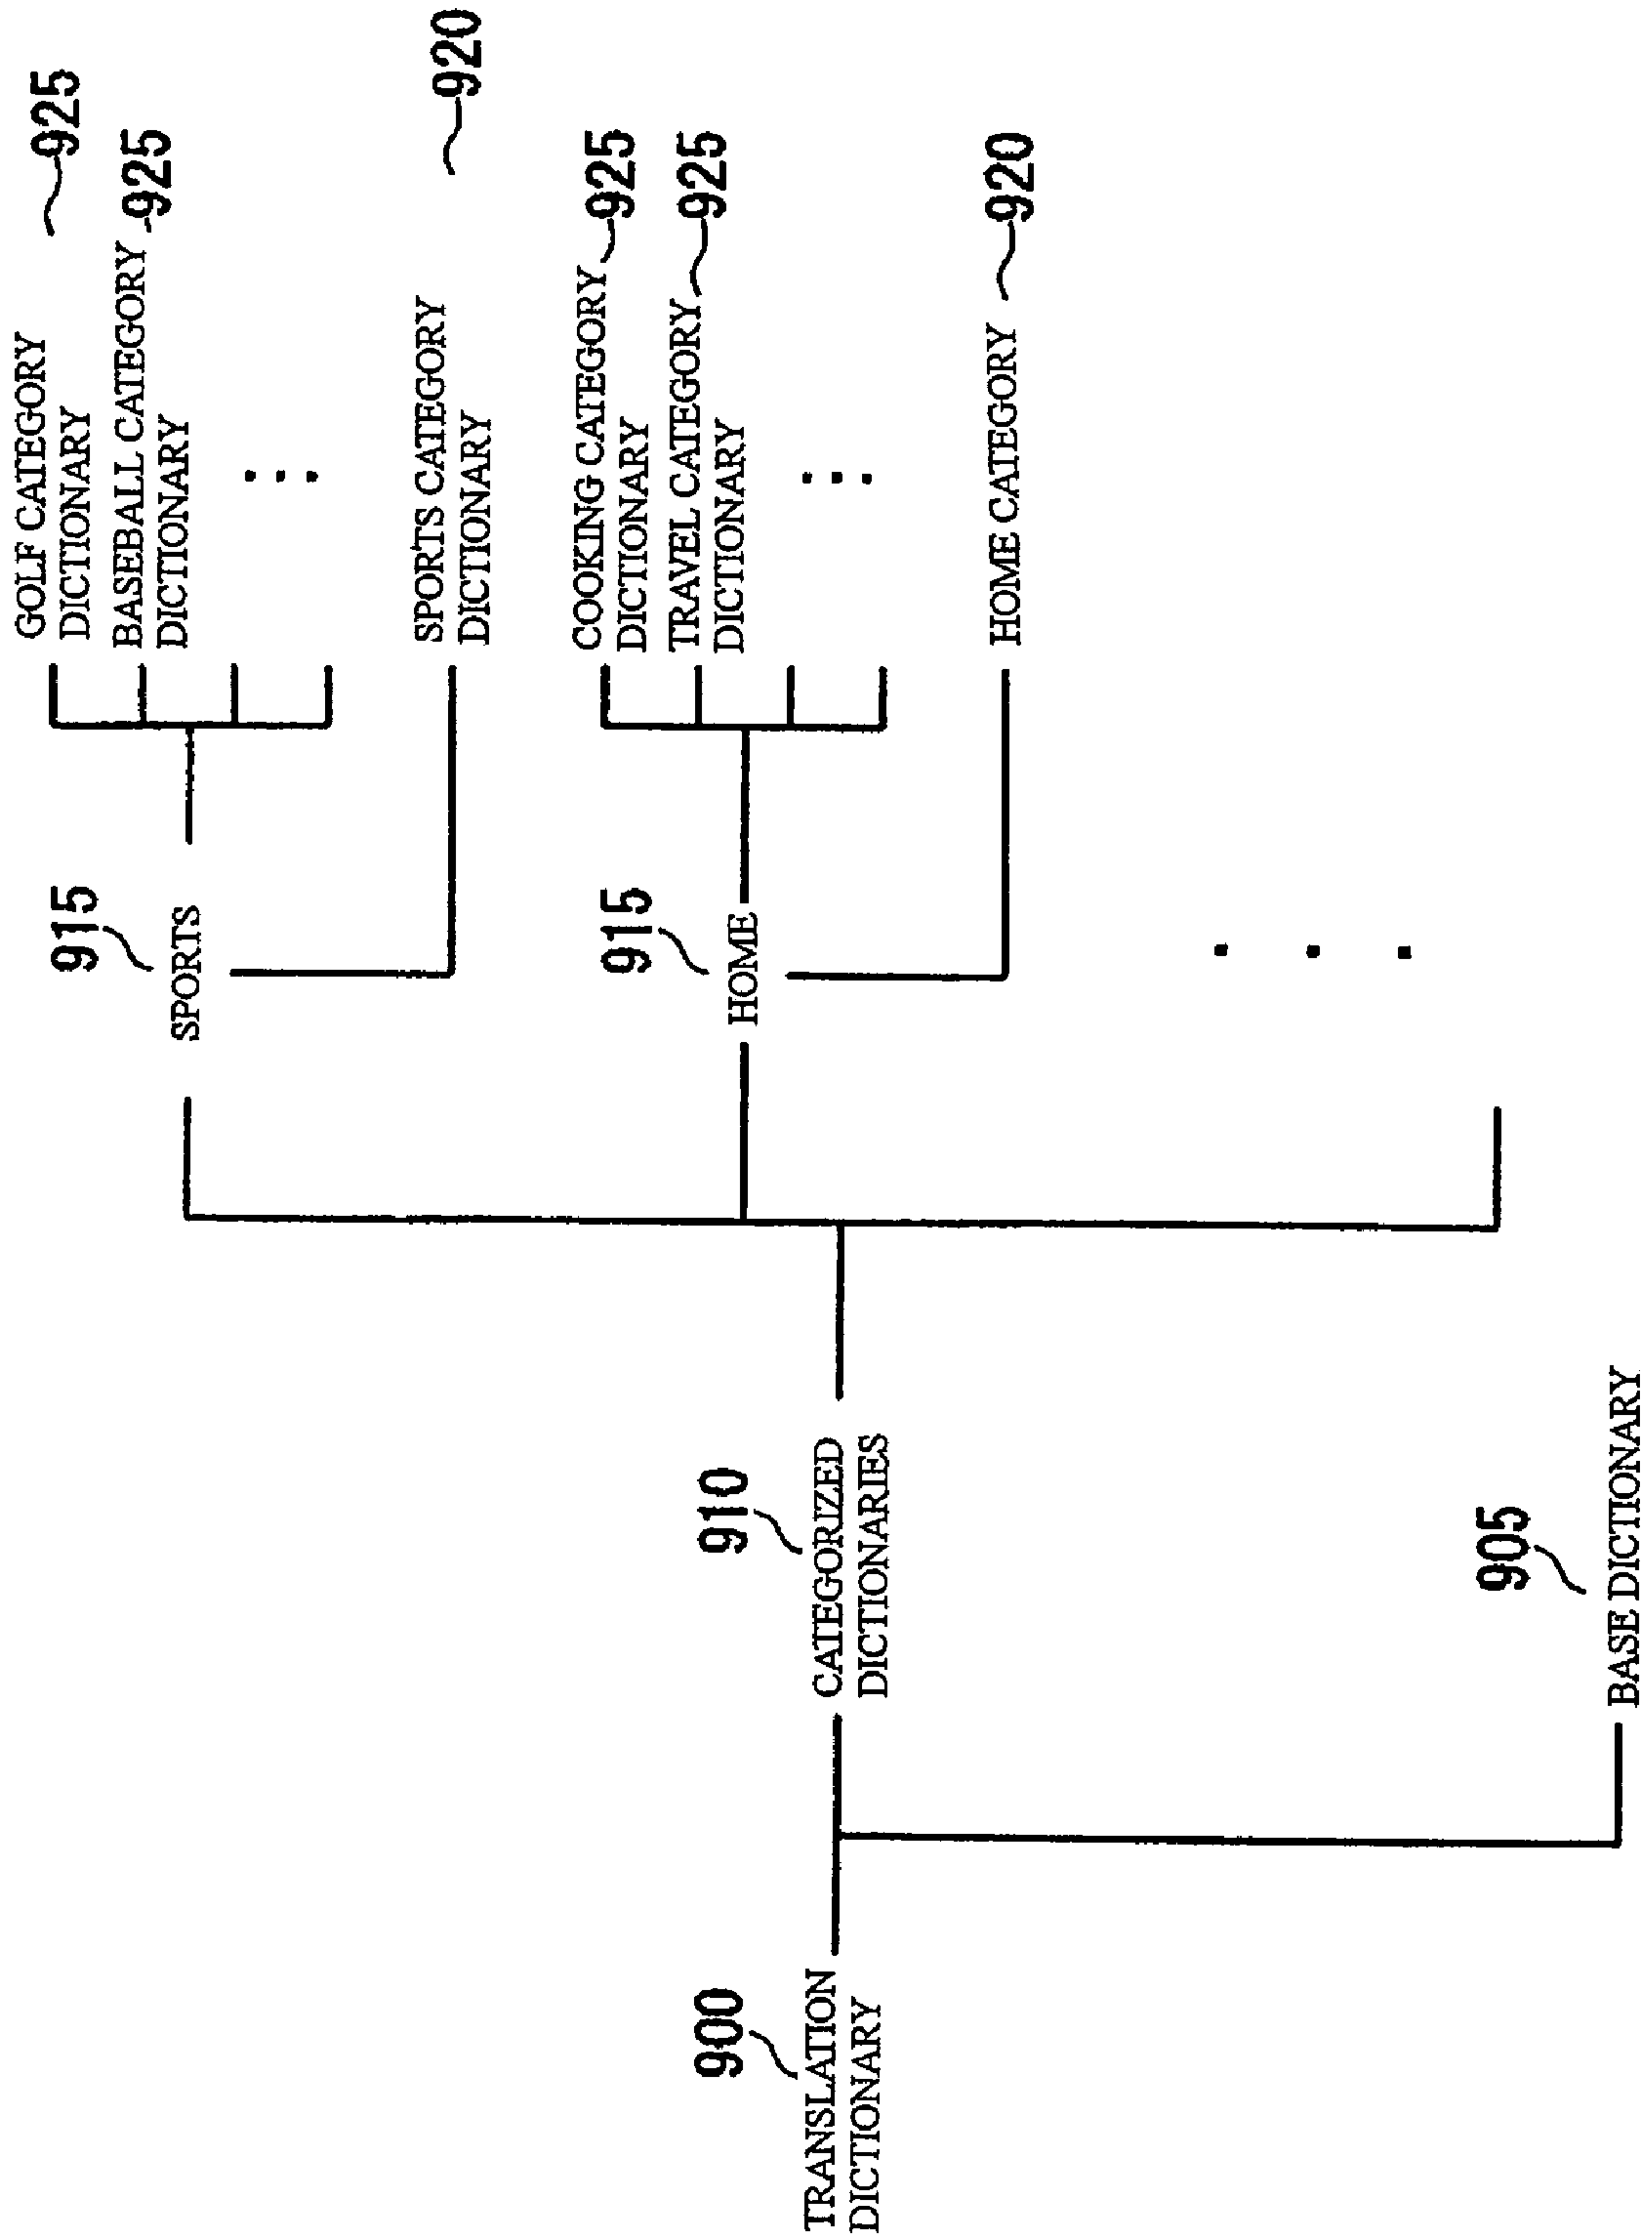 900
TRANSLATION
DICTIONARY
910
CATEGORIZED
DICTIONARIES
905
BASE DICTIONARY
915
SPORTS
GOLF CATEGORY
DICTIONARY
925
BASEBALL CATEGORY
DICTIONARY
925
SPORTS CATEGORY
DICTIONARY
920
915
HOME
COOKING CATEGORY
DICTIONARY
925
TRAVEL CATEGORY
DICTIONARY
925
HOME CATEGORY
920